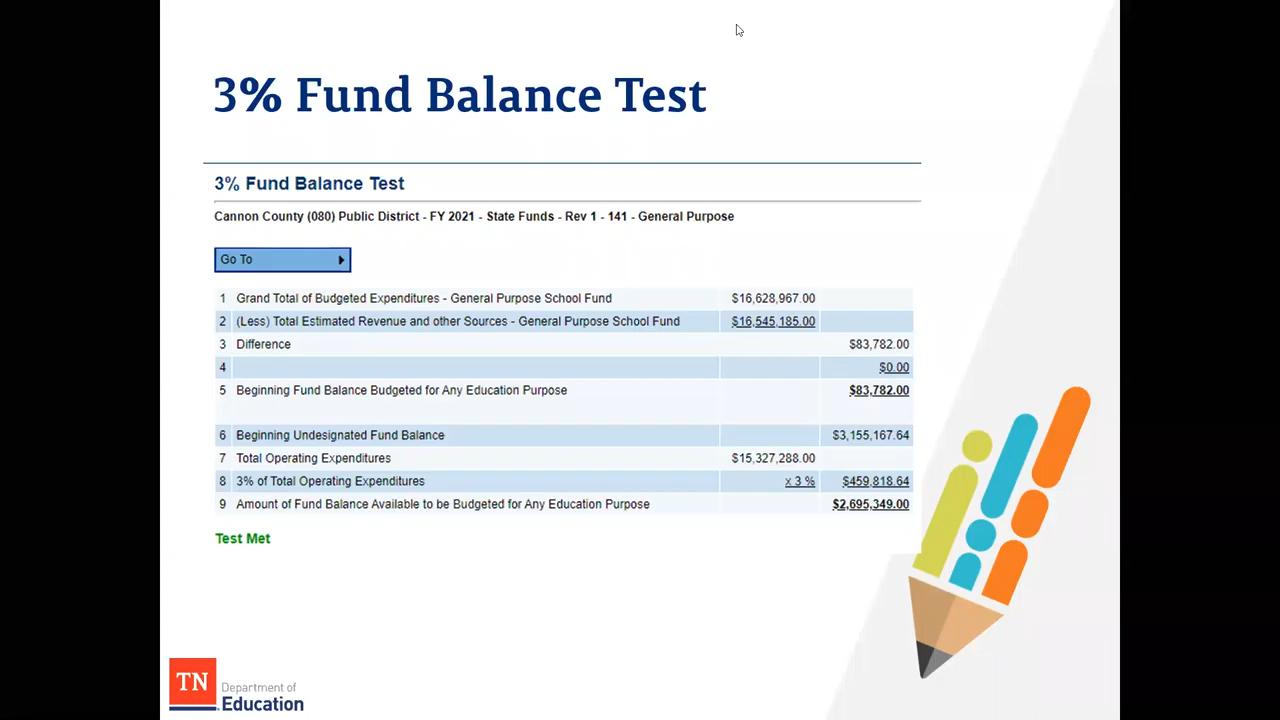 3% Fund Balance Test
3% Fund Balance Test
Cannon County (080) Public District - FY 2021 - State Funds - Rev 1 - 141 - General Purpose
Go To
1 Grand Total of Budgeted Expenditures - General Purpose School Fund $16,628,967.00
2 (Less) Total Estimated Revenue and other Sources - General Purpose School Fund $16,545,185.00
3 Difference $83,782.00
4 $0.00
5 Beginning Fund Balance Budgeted for Any Education Purpose $83,782.00
6 Beginning Undesignated Fund Balance $3,155,167.64
7 Total Operating Expenditures $15,327,288.00
8 3% of Total Operating Expenditures x 3 % $459,818.64
9 Amount of Fund Balance Available to be Budgeted for Any Education Purpose $2,695,349.00
Test Met
TN
Department of
Education